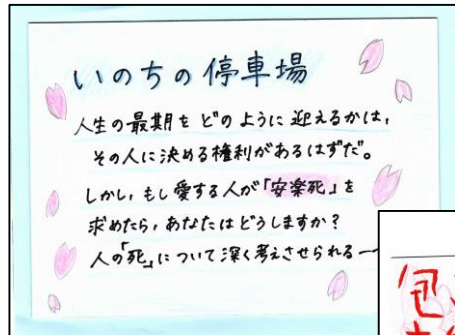 いのちの停車場
人生の最期をどのように迎えるかは、
その人に決める権利があるはずだ。
しかし、もし愛する人が「安楽死」を
求めたら、あなたはどうしますか?
人の「死」について深く考えさせられる一